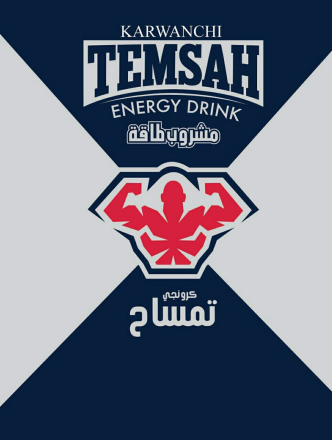 KARWANCHI
TEMSAH
ENERGY DRINK
مشروب طاقة
كرونجي
تمساح